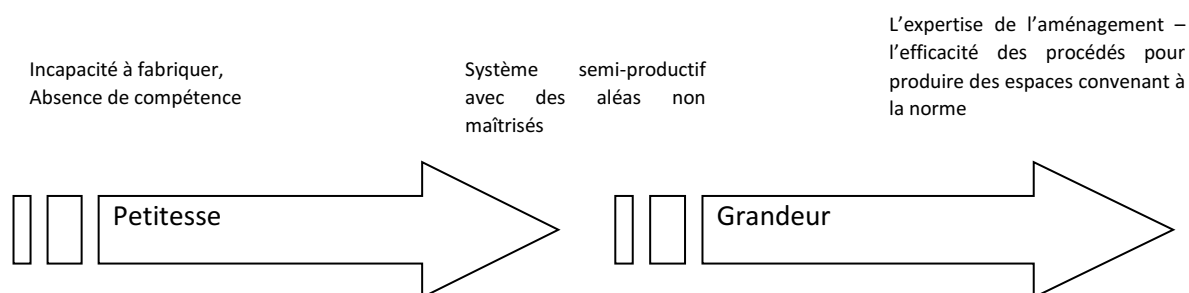 Incapacité à fabriquer,
Absence de compétence
Système semi-productif
avec des aléas non
maîtrisés
L’expertise de l’aménagement –
l’efficacité des procédés pour
produire des espaces convenant à
la norme
Petitesse
Grandeur